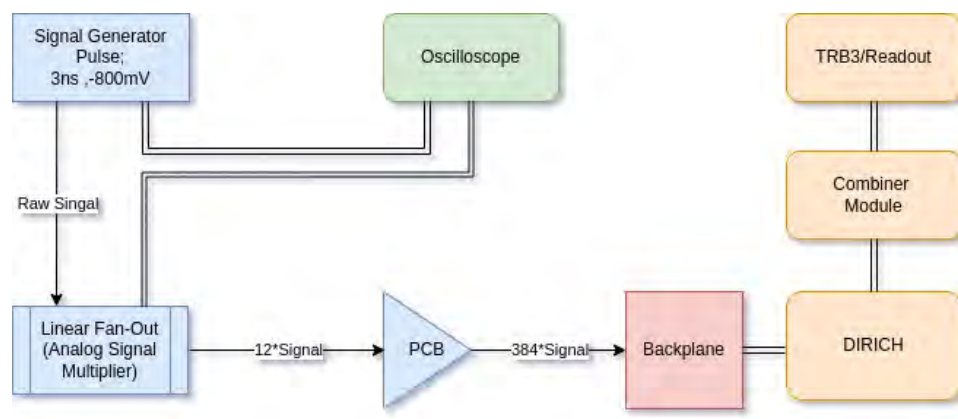 Signal Generator
Pulse;
3ns ,-800mV
Oscilloscope
TRB3/Readout
Raw Singal
Combiner
Module
Linear Fan-Out
(Analog Signal
Multiplier)
12*Signal
PCB
384*Signal
Backplane
DIRICH